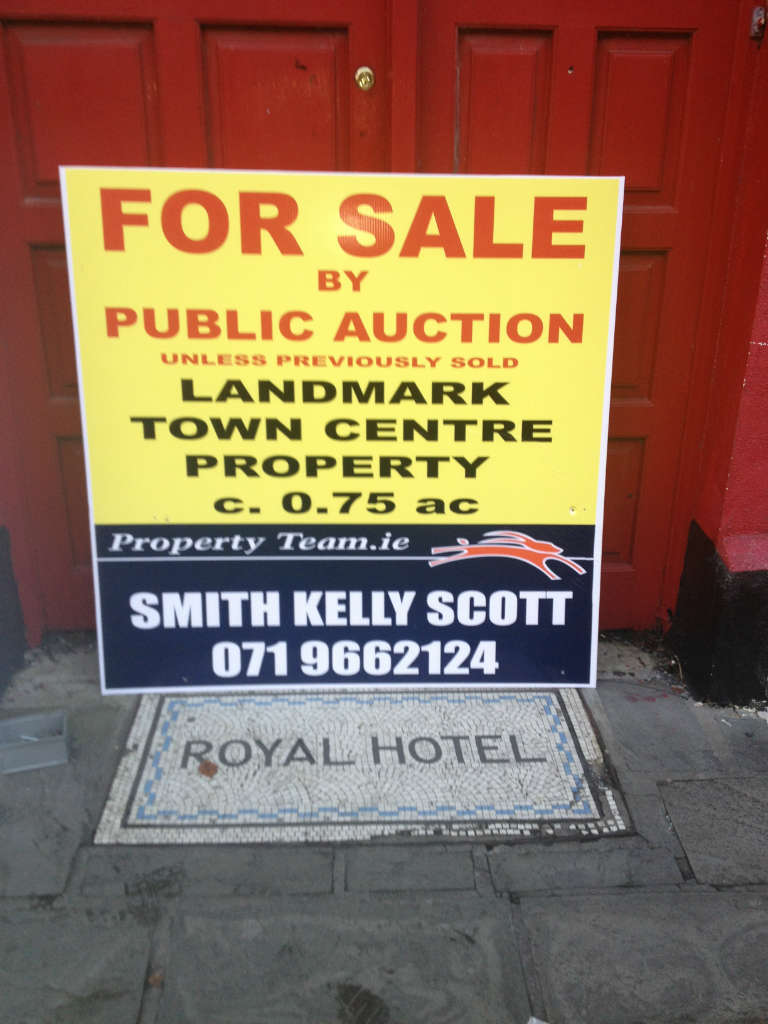 FOR SALE
BY
PUBLIC AUCTION
UNLESS PREVIOUSLY SOLD
LANDMARK
TOWN CENTRE
PROPERTY
c. 0.75 ac
Property Team.ie
SMITH KELLY SCOTT
071 9662124
ROYAL HOTEL